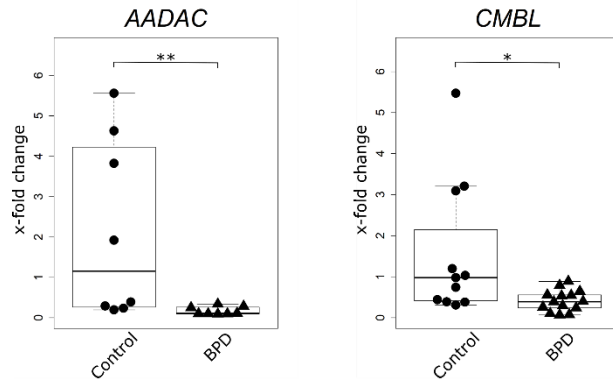 AADAC
**
6
5
4
3
2
1
0
x-fold change
Control
BPD
CMBL
*
6
5
4
3
2
1
0
x-fold change
Control
BPD